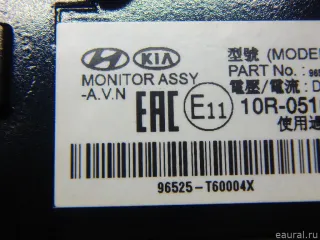 KIA
型號 (MODEL
MONITOR ASSY
-A.V.N
PART No. : 965
電壓/電流 : D
EAC E11
10R-051
使用
96525-T60004X
eaural.ru